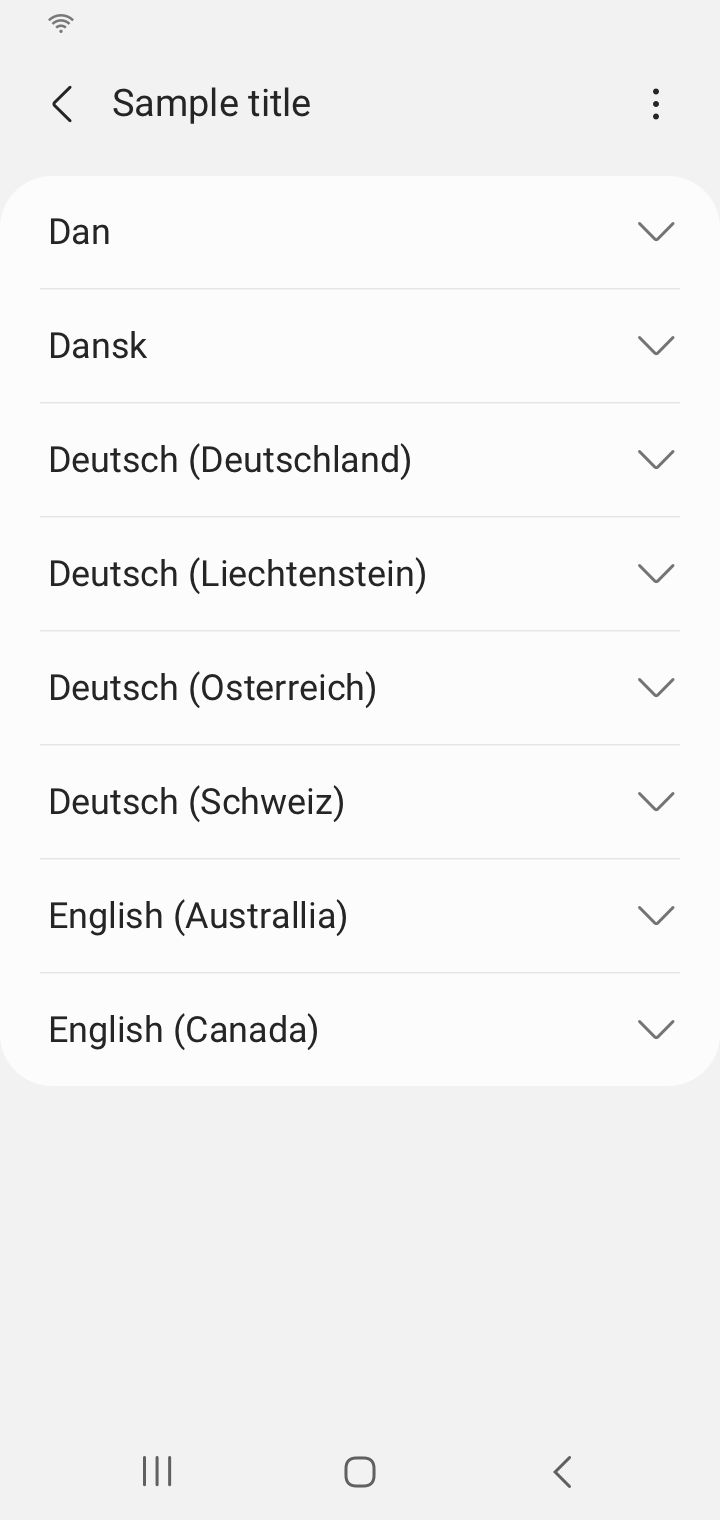 Sample title
Dan
Dansk
Deutsch (Deutschland)
Deutsch (Liechtenstein)
Deutsch (Osterreich)
Deutsch (Schweiz)
English (Australlia)
English (Canada)